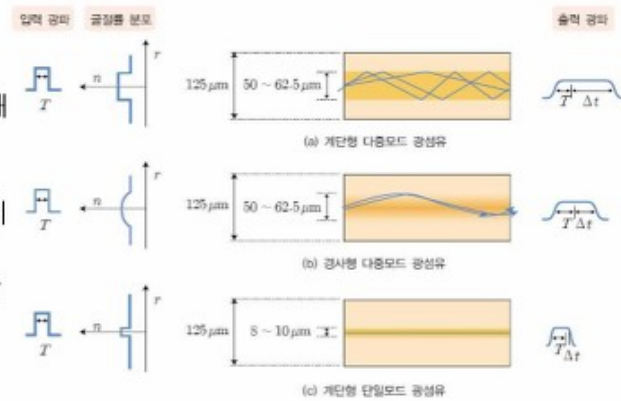 입력 광파 굴절률 분포 출력 광파
r
n
T
125 μm 50 ~ 62.5 μm
T Δt
(a) 계단형 다중모드 광섬유
r
n
T
125 μm 50 ~ 62.5 μm
T Δt
(b) 경사형 다중모드 광섬유
r
n
T
125 μm 8 ~ 10 μm
T Δt
(c) 계단형 단일모드 광섬유